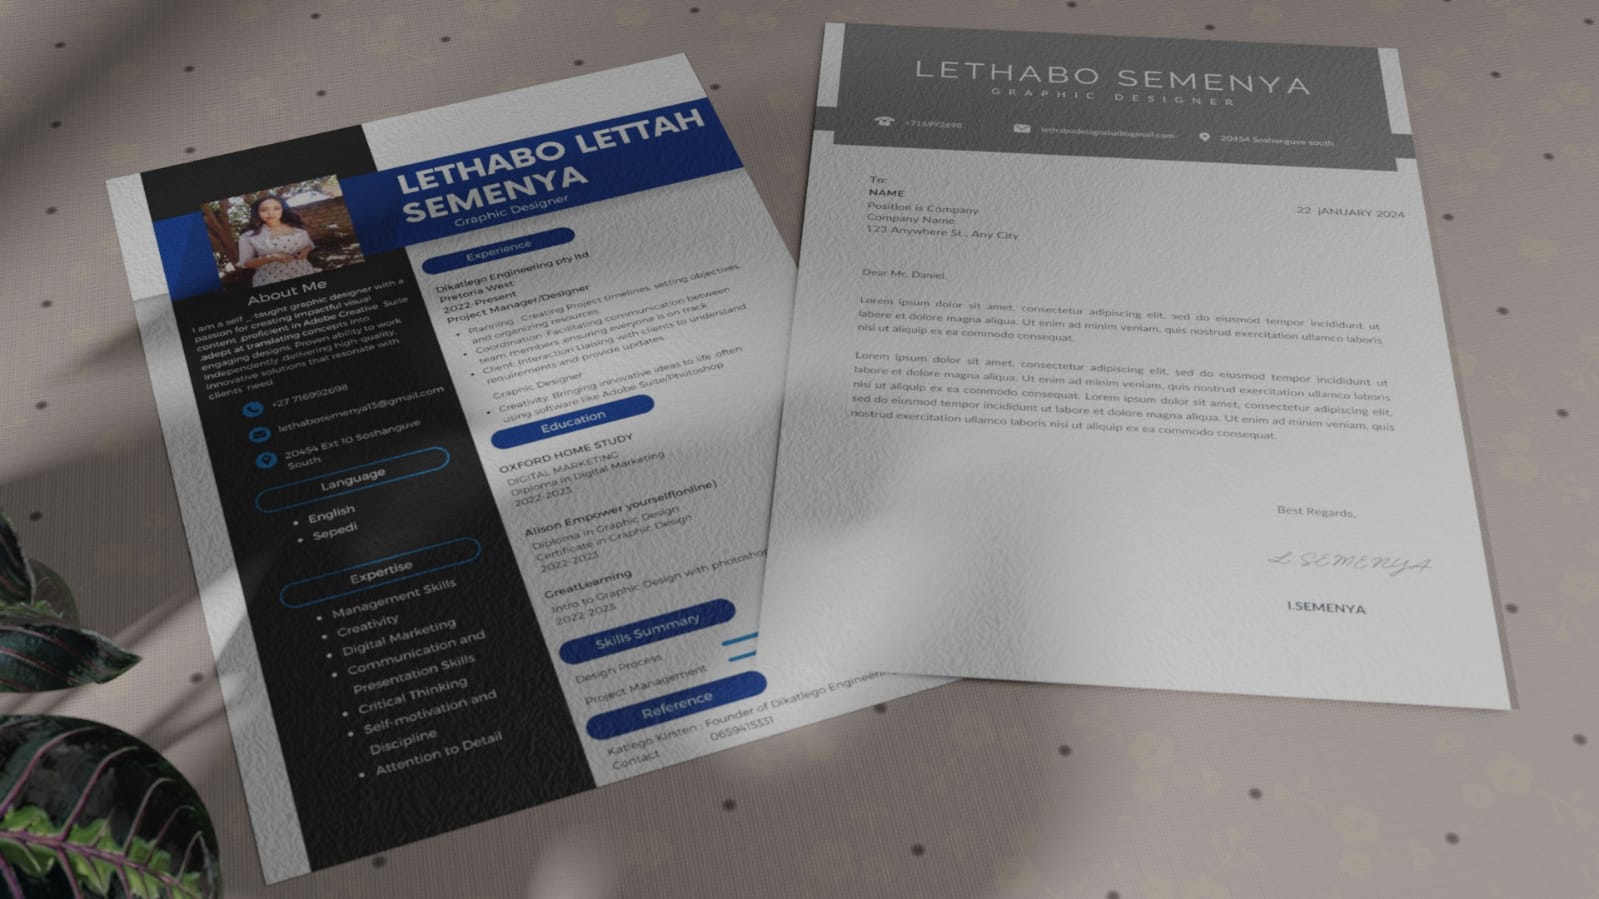 LETHABO LETTAH
SEMENYA
Graphic Designer
About Me
I am a self _ taught graphic designer with a
passion for creating impactful visual
content .proficient in Adobe Creative Suite
,adept at translating concepts into
engaging designs. Proven ability to work
independently ,delivering high-quality,
innovative solutions that resonate with
clients need.
+27 716992698
lethabosemenya15@gmail.com
20454 Ext 10 Soshanguve
South
Language
• English
• Sepedi
Expertise
• Management Skills
• Creativity
• Digital Marketing
• Communication and
Presentation Skills
• Critical Thinking
• Self-motivation and
Discipline
• Attention to Detail
Experience
Dikatlego Engineering pty ltd
Pretoria West
2022-Present
Project Manager/Designer
• Planning : Creating Project timelines, setting objectives,
and organizing resources.
• Coordination :Facilitating communication between
team members ,ensuring everyone is on track .
• Client: Interaction Liaising with clients to understand
requirements and provide updates.
Graphic Designer
• Creativity: Bringing innovative ideas to life ,often
using software like Adobe Suite/Photoshop
Education
OXFORD HOME STUDY
DIGITAL MARKETING
Diploma in Digital Marketing
2022-2023
Alison Empower yourself(online)
Diploma in Graphic Design
Certificate in Graphic Design
2022-2023
GreatLearning
Intro to Graphic Design with photoshop
2022-2023
Skills Summary
Design Process
Project Management
Reference
Katlego Kirsten : Founder of Dikatlego Engineer
Contact : 0659415331
LETHABO SEMENYA
GRAPHIC DESIGNER
+716992698
lethabodesignstudio@gmail.com
20454 Soshanguve south
To:
NAME
Position is Company
Company Name
123 Anywhere St., Any City
22 jANUARY 2024
Dear Mr. Daniel,
Lorem ipsum dolor sit amet, consectetur adipiscing elit, sed do eiusmod tempor incididunt ut
labore et dolore magna aliqua. Ut enim ad minim veniam, quis nostrud exercitation ullamco laboris
nisi ut aliquip ex ea commodo consequat.
Lorem ipsum dolor sit amet, consectetur adipiscing elit, sed do eiusmod tempor incididunt ut
labore et dolore magna aliqua. Ut enim ad minim veniam, quis nostrud exercitation ullamco laboris
nisi ut aliquip ex ea commodo consequat. Lorem ipsum dolor sit amet, consectetur adipiscing elit,
sed do eiusmod tempor incididunt ut labore et dolore magna aliqua. Ut enim ad minim veniam, quis
nostrud exercitation ullamco laboris nisi ut aliquip ex ea commodo consequat.
Best Regards,
L SEMENYA
l.SEMENYA